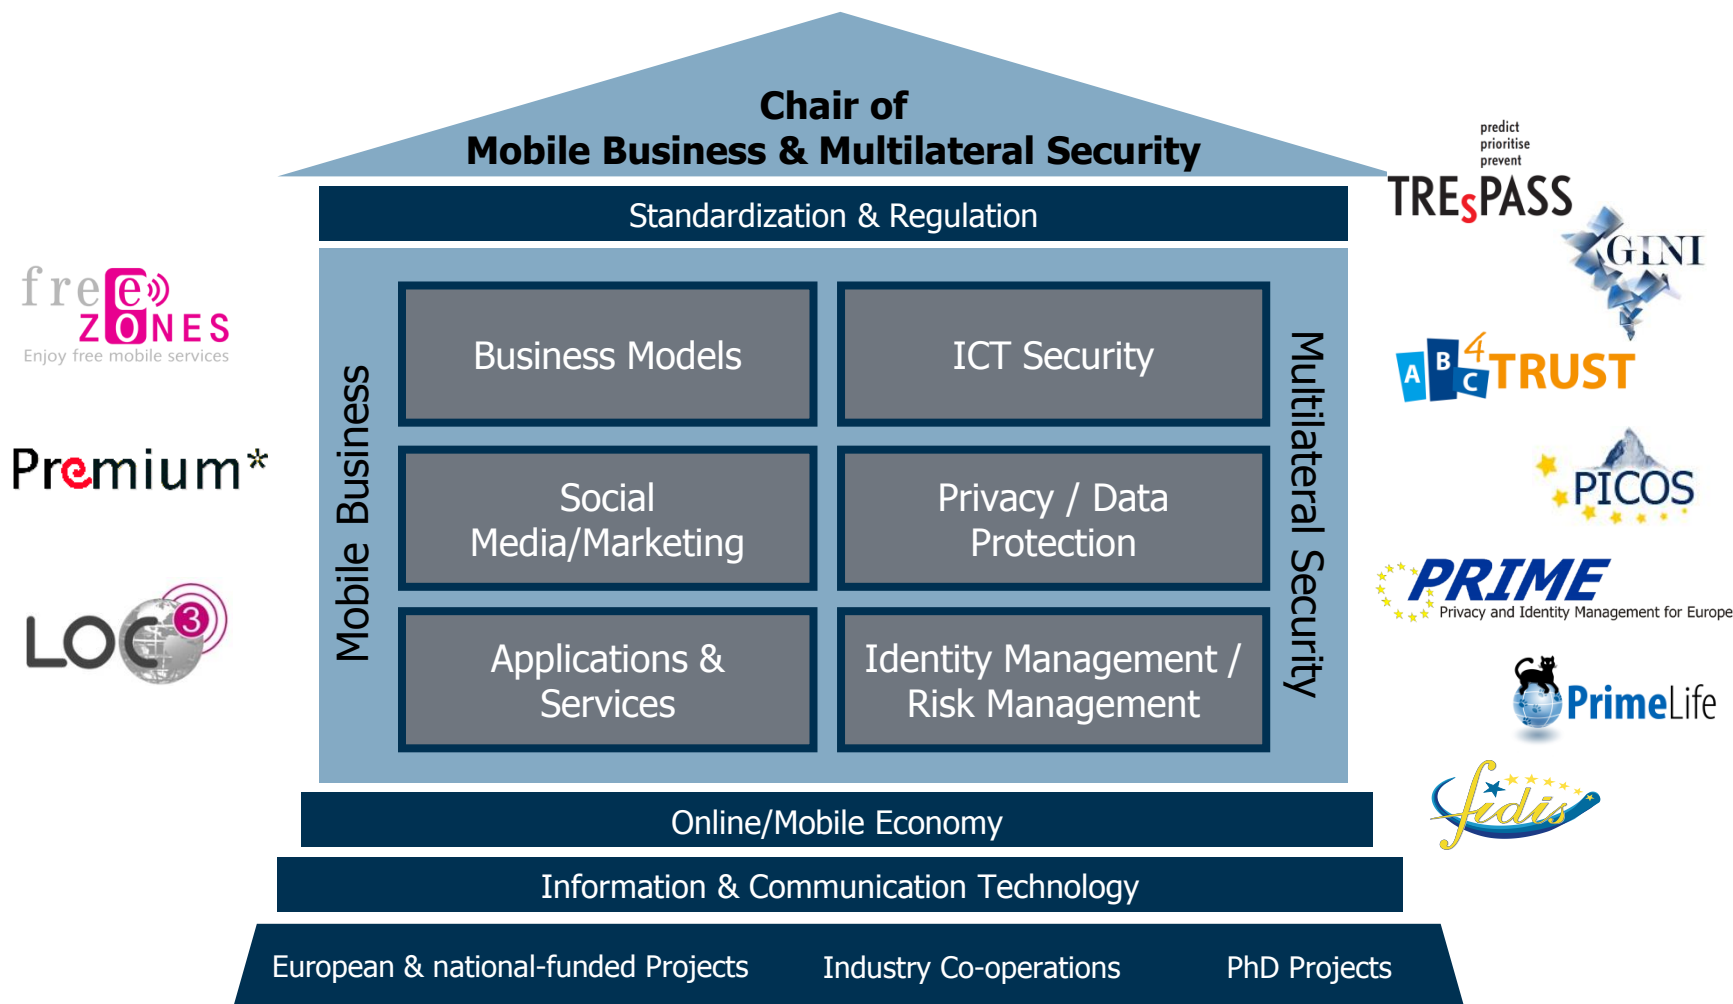 Chair of
Mobile Business & Multilateral Security
Standardization & Regulation
Mobile Business
Business Models
ICT Security
Social
Media/Marketing
Privacy / Data
Protection
Applications &
Services
Identity Management /
Risk Management
Multilateral Security
Online/Mobile Economy
Information & Communication Technology
European & national-funded Projects
Industry Co-operations
PhD Projects
free
ZONES
Enjoy free mobile services
Premium*
LOC3
predict
prioritise
prevent
TREsPASS
GINI
ABC4TRUST
PICOS
PRIME
Privacy and Identity Management for Europe
PrimeLife
fidis